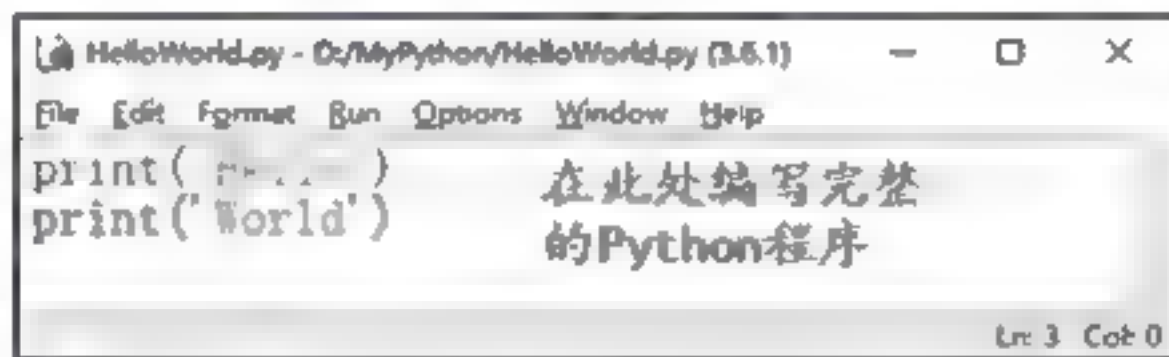 HelloWorld.py - D:/MyPython/HelloWorld.py (3.6.1)
File Edit Format Run Options Window Help
print( )
print('World')
在此处编写完整
的Python程序
Ln: 3 Col: 0